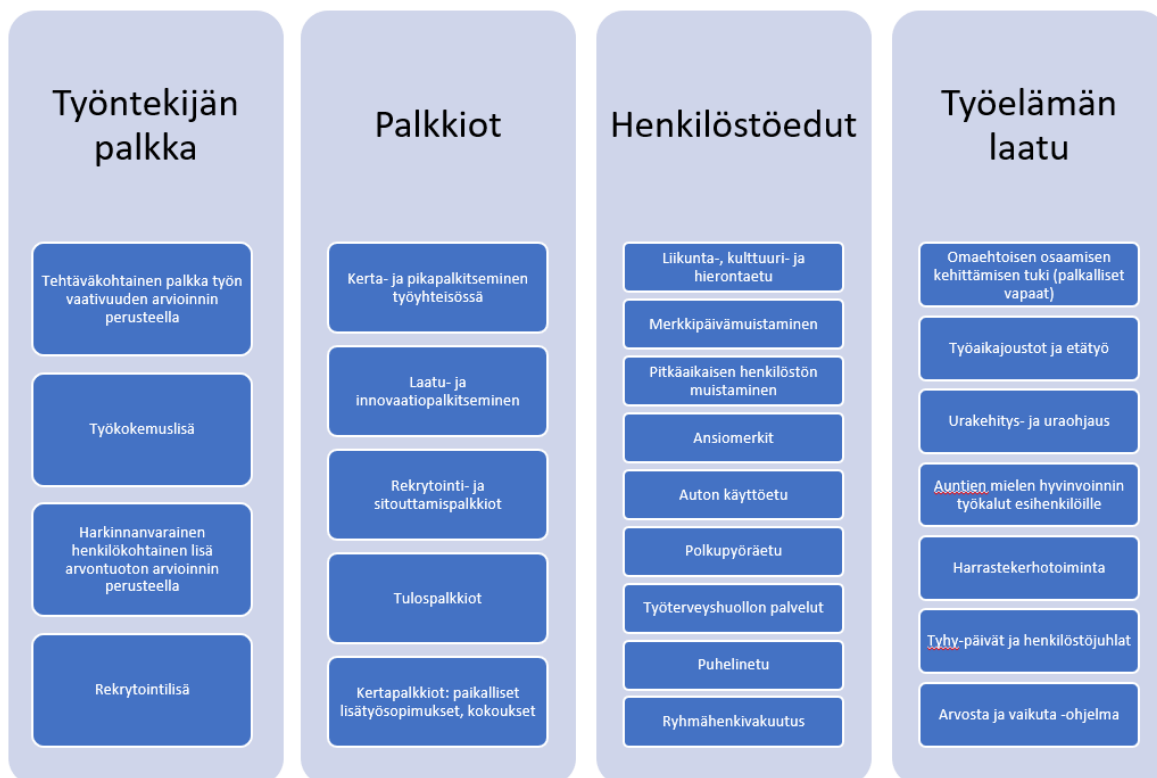 Työntekijän
palkka
Tehtäväkohtainen palkka työn
vaativuuden arvioinnin
perusteella
Työkokemuslisä
Harkinnanvarainen
henkilökohtainen lisä
arvontuoton arvioinnin
perusteella
Rekrytointilisä
Palkkiot
Kerta- ja pikapalkitseminen
työyhteisössä
Laatu- ja
innovaatiopalkitseminen
Rekrytointi- ja
sitouttamispalkkiot
Tulospalkkiot
Kertapalkkiot: paikalliset
lisätyösopimukset, kokoukset
Henkilöstöedut
Liikunta-, kulttuuri- ja
hierontaetu
Merkkipäivämuistaminen
Pitkäaikaisen henkilöstön
muistaminen
Ansiomerkit
Auton käyttöetu
Polkupyöräetu
Työterveyshuollon palvelut
Puhelinetu
Ryhmähenkivakuutus
Työelämän
laatu
Omaehtoisen osaamisen
kehittämisen tuki (palkalliset
vapaat)
Työaikajoustot ja etätyö
Urakehitys- ja uraohjaus
Auntien mielen hyvinvoinnin
työkalut esihenkilöille
Harrastekerhotoiminta
Tyhy-päivät ja henkilöstöjuhlat
Arvosta ja vaikuta -ohjelma